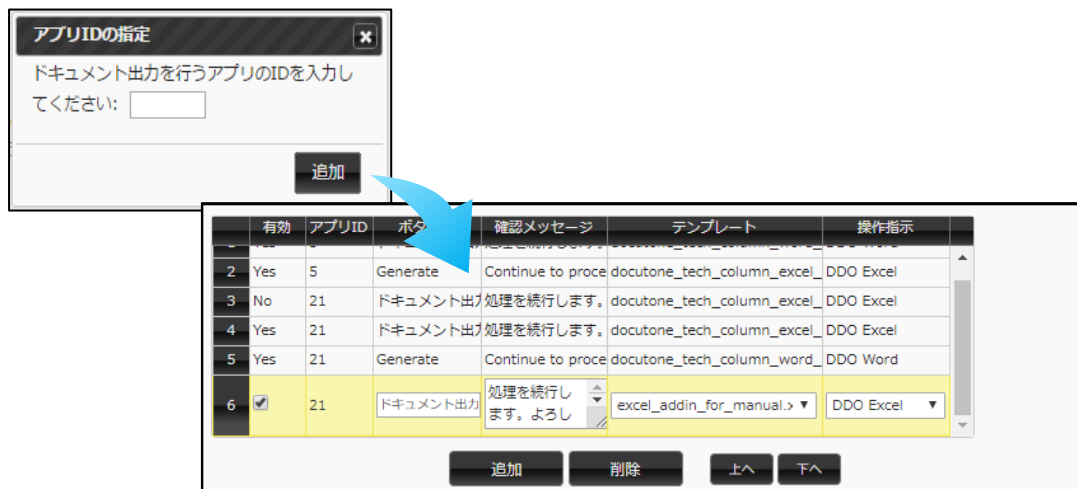 アプリIDの指定
ドキュメント出力を行うアプリのIDを入力し
てください:
追加
有効 アプリID ボタ 確認メッセージ テンプレート 操作指示
2 Yes 5 Generate Continue to proce docutone_tech_column_excel_ DDO Excel
3 No 21 ドキュメント出力 処理を続行します。 docutone_tech_column_excel_ DDO Excel
4 Yes 21 ドキュメント出力 処理を続行します。 docutone_tech_column_excel_ DDO Excel
5 Yes 21 Generate Continue to proce docutone_tech_column_word_ DDO Word
6 21 ドキュメント出力 処理を続行し excel_addin_for_manual.x DDO Excel
ます。よろし
追加 削除 上へ 下へ